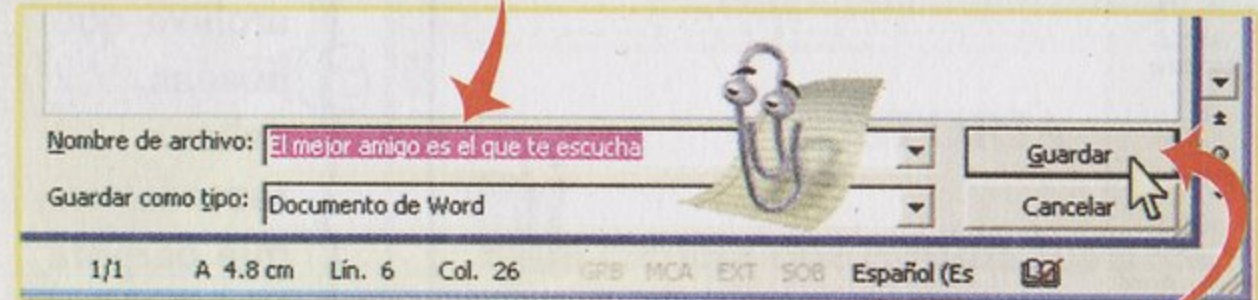 Nombre de archivo: El mejor amigo es el que te escucha
Guardar
Guardar como tipo: Documento de Word
Cancelar
1/1 A 4.8 cm Lín. 6 Col. 26 GRB MCA EXT SOB Español (Es